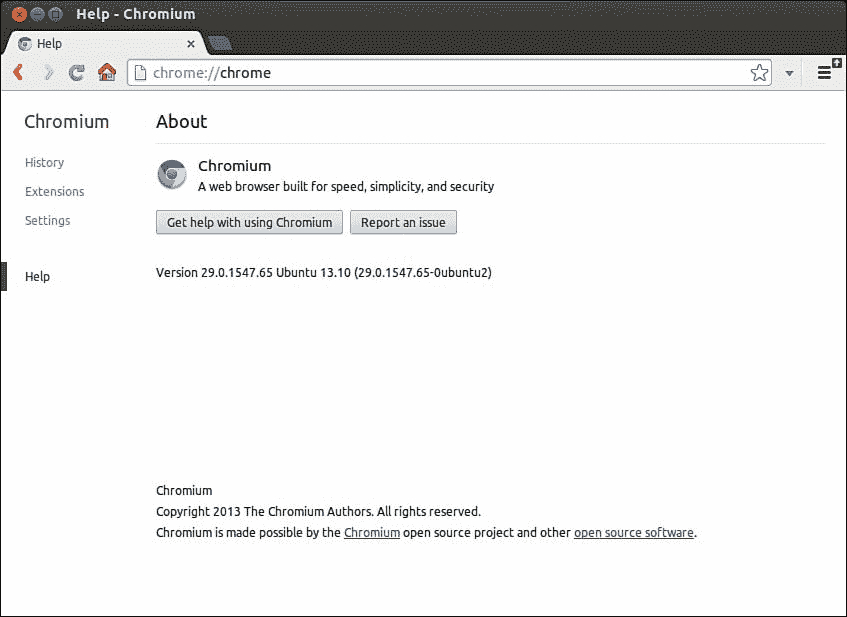 Help - Chromium
Help
chrome://chrome
Chromium
About
History
Extensions
Settings
Help
Chromium
A web browser built for speed, simplicity, and security
Get help with using Chromium
Report an issue
Version 29.0.1547.65 Ubuntu 13.10 (29.0.1547.65-0ubuntu2)
Chromium
Copyright 2013 The Chromium Authors. All rights reserved.
Chromium is made possible by the Chromium open source project and other open source software.